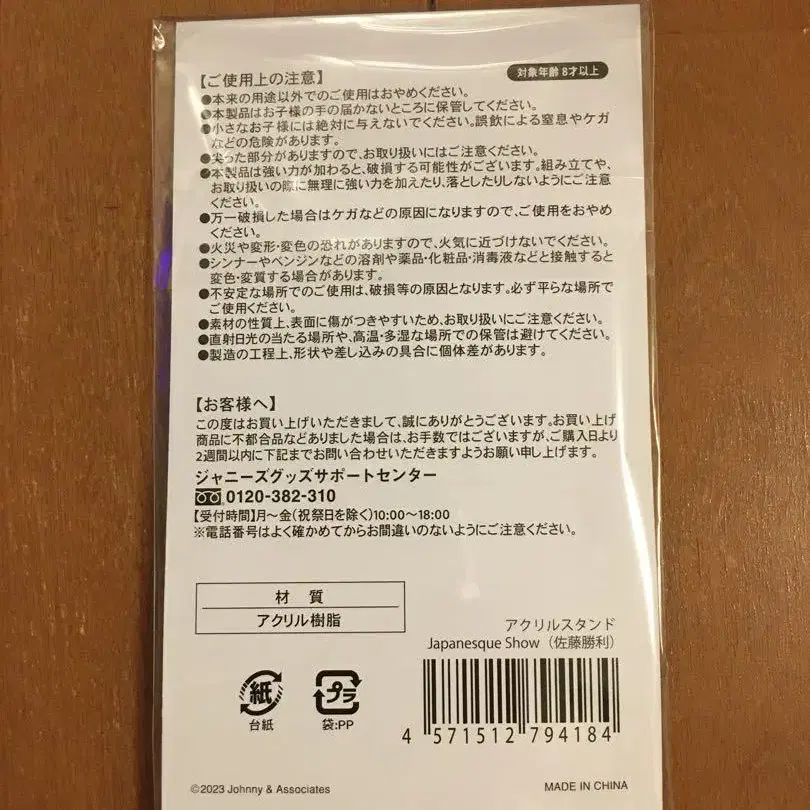 【ご使用上の注意】
対象年齢 8才以上
●本来の用途以外でのご使用はおやめください。
●本製品はお子様の手の届かないところに保管してください。
●小さなお子様には絶対に与えないでください。誤飲による窒息やケガ
などの危険があります。
●尖った部分がありますので、お取り扱いにはご注意ください。
●本製品は強い力が加わると、破損する可能性がございます。組み立てや、
お取り扱いの際に無理に強い力を加えたり、落としたりしないようにご注意
ください。
●万一破損した場合はケガなどの原因になりますので、ご使用をおやめ
ください。
●火災や変形・変色の恐れがありますので、火気に近づけないでください。
●シンナーやベンジンなどの溶剤や薬品・化粧品・消毒液などと接触すると
変色・変質する場合があります。
●不安定な場所でのご使用は、破損等の原因となります。必ず平らな場所で
ご使用ください。
●素材の性質上、表面に傷がつきやすいため、お取り扱いにご注意ください。
●直射日光の当たる場所や、高温・多湿な場所での保管は避けてください。
●製造の工程上、形状や差し込みの具合に個体差があります。
【お客様へ】
この度はお買い上げいただきまして、誠にありがとうございます。お買い上げ
商品に不都合品などありました場合は、お手数ではございますが、ご購入日より
2週間以内に下記までお問い合わせいただきますようお願い申し上げます。
ジャニーズグッズサポートセンター
0120-382-310
【受付時間】月〜金(祝祭日を除く)10:00〜18:00
※電話番号はよく確かめてからお間違いのないようにご注意ください。
材 質
アクリル樹脂
アクリルスタンド
Japanesque Show（佐藤勝利）
紙
台紙
プラ
袋:PP
4 571512 794184
©2023 Johnny & Associates
MADE IN CHINA